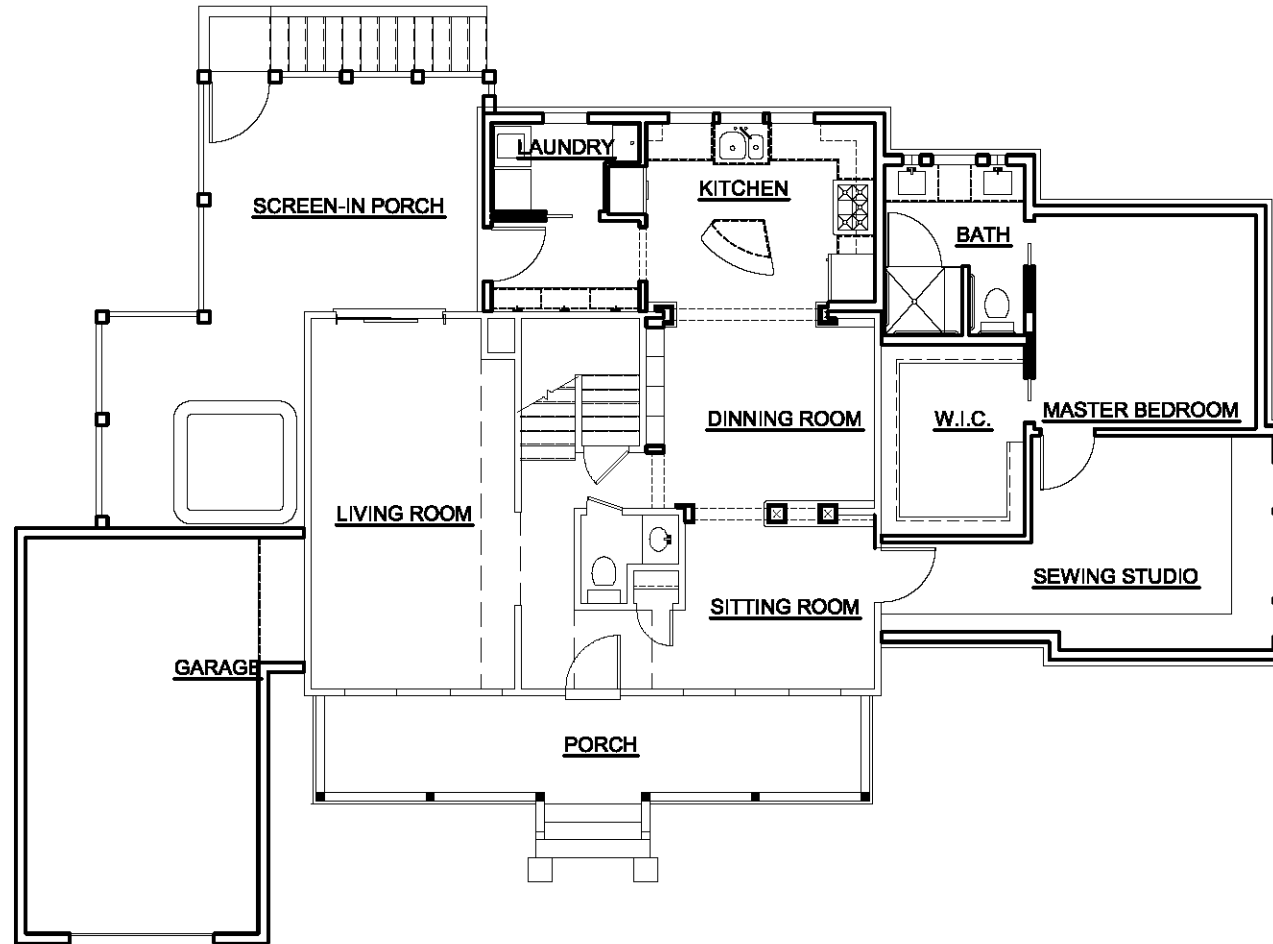 LAUNDRY
KITCHEN
SCREEN-IN PORCH
BATH
DINNING ROOM
W.I.C.
MASTER BEDROOM
LIVING ROOM
SEWING STUDIO
SITTING ROOM
GARAGE
PORCH